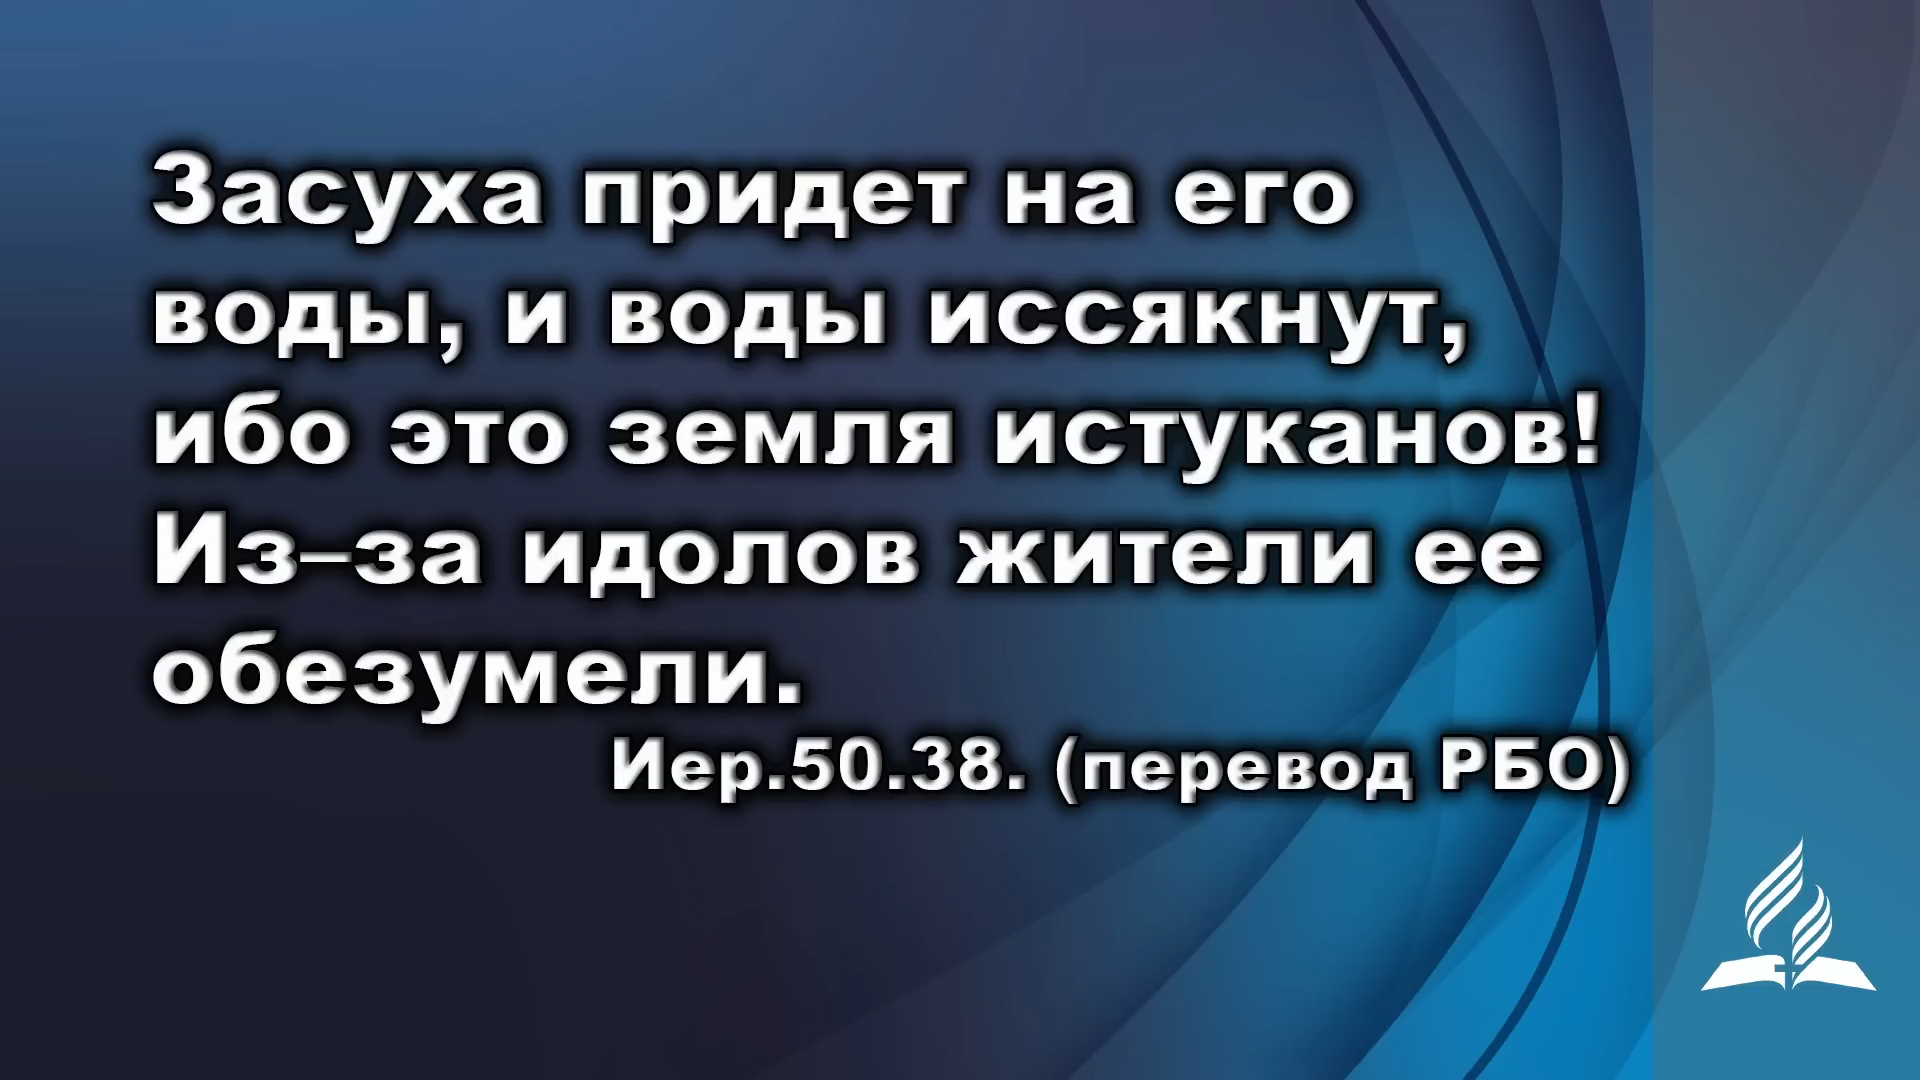 Засуха придет на его
воды, и воды иссякнут,
ибо это земля истуканов!
Из–за идолов жители ее
обезумели.
Иер.50.38. (перевод РБО)